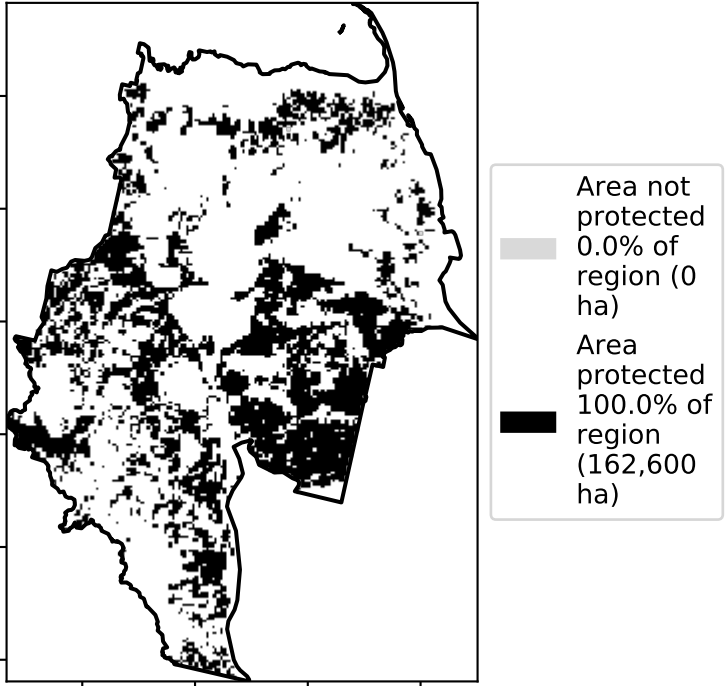 Area not
protected
0.0% of
region (0
ha)
Area
protected
100.0% of
region
(162,600
ha)